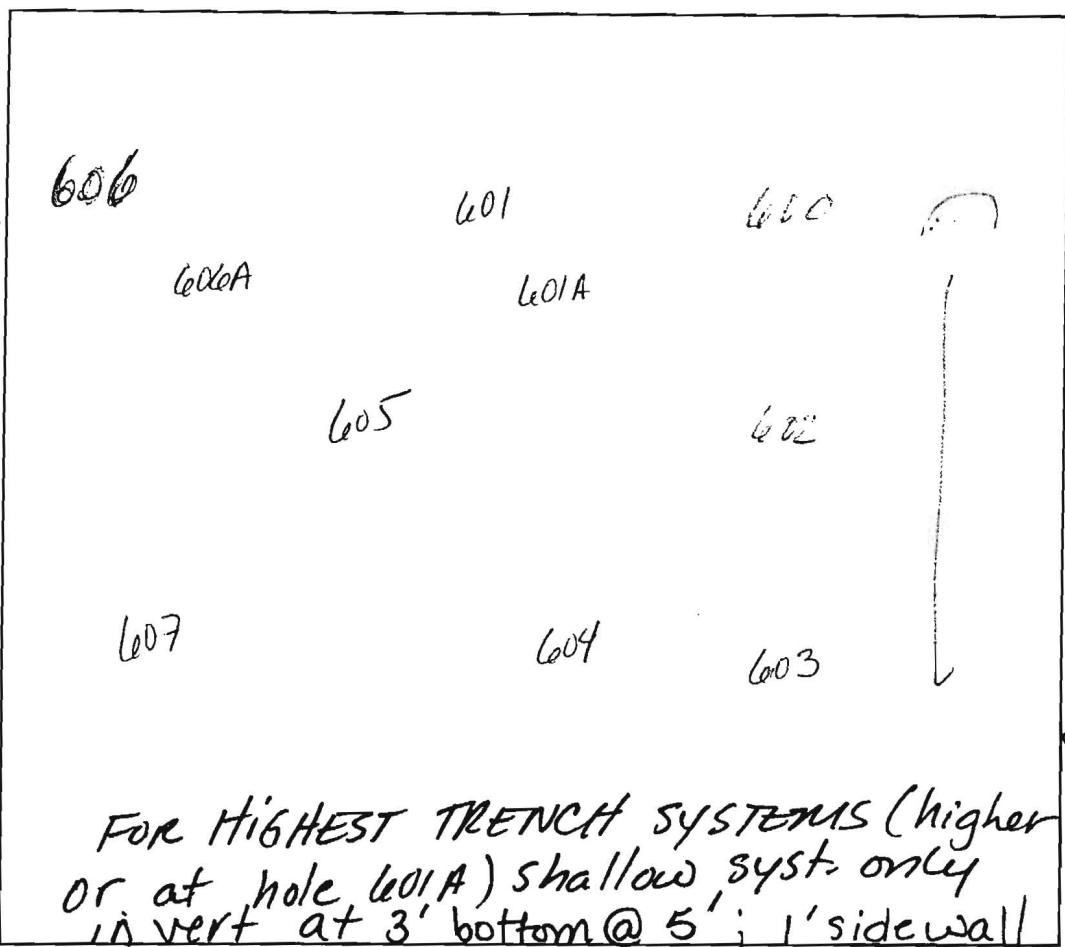 606 601 600
606A 601A
605 602
607 604 603
FOR HIGHEST TRENCH SYSTEMS (higher
or at hole 601A) shallow syst. only
invert at 3' bottom @ 5'; 1' sidewall